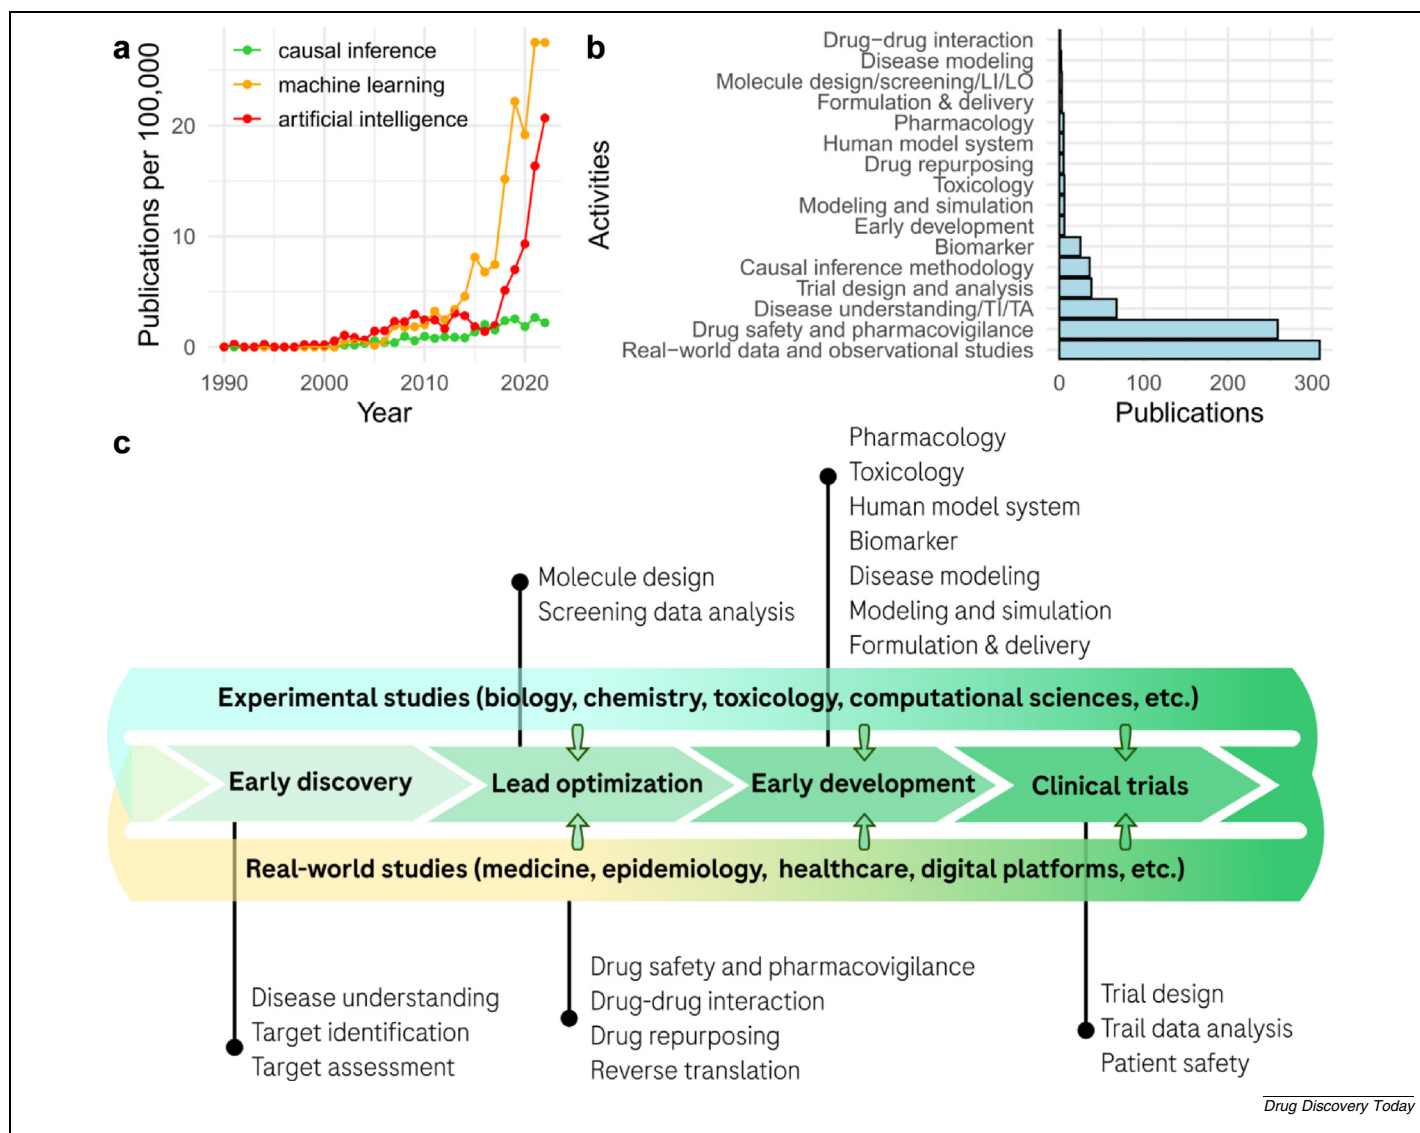 a
Publications per 100,000
causal inference
machine learning
artificial intelligence
20
10
0
1990 2000 2010 2020
Year
b
Activities
Drug−drug interaction
Disease modeling
Molecule design/screening/LI/LO
Formulation & delivery
Pharmacology
Human model system
Drug repurposing
Toxicology
Modeling and simulation
Early development
Biomarker
Causal inference methodology
Trial design and analysis
Disease understanding/TI/TA
Drug safety and pharmacovigilance
Real−world data and observational studies
0 100 200 300
Publications
c
Pharmacology
Toxicology
Human model system
Biomarker
Disease modeling
Modeling and simulation
Formulation & delivery
Molecule design
Screening data analysis
Experimental studies (biology, chemistry, toxicology, computational sciences, etc.)
Early discovery
Lead optimization
Early development
Clinical trials
Real-world studies (medicine, epidemiology, healthcare, digital platforms, etc.)
Disease understanding
Target identification
Target assessment
Drug safety and pharmacovigilance
Drug-drug interaction
Drug repurposing
Reverse translation
Trial design
Trail data analysis
Patient safety
Drug Discovery Today